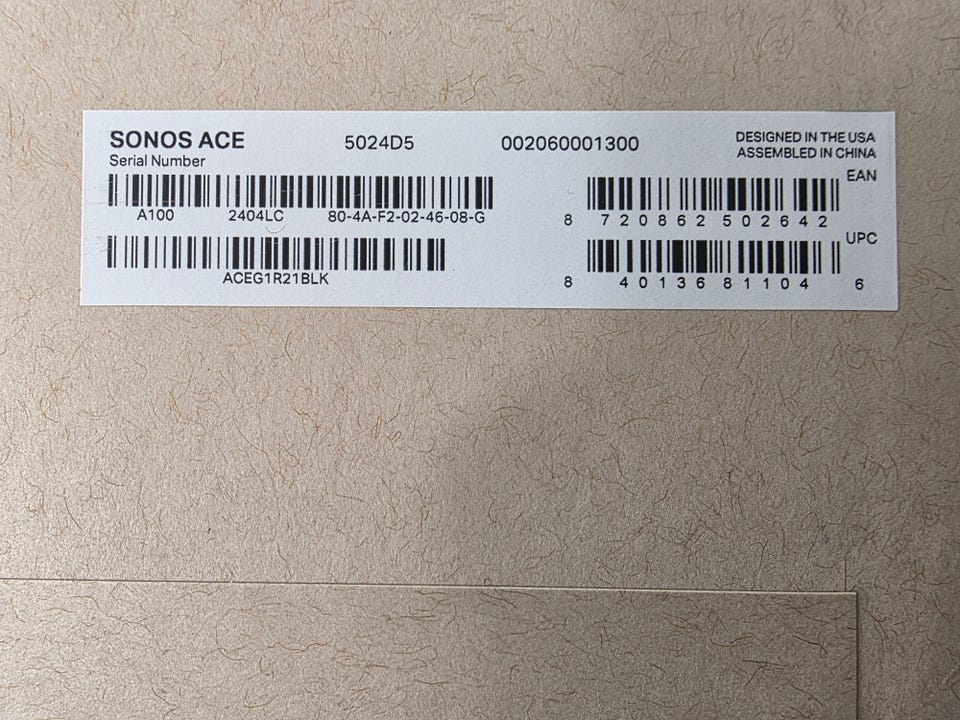 SONOS ACE 5024D5 002060001300 DESIGNED IN THE USA
Serial Number ASSEMBLED IN CHINA
EAN
A100 2404LC 80-4A-F2-02-46-08-G 8 720862 502642
UPC
ACEG1R21BLK 8 40136 81104 6